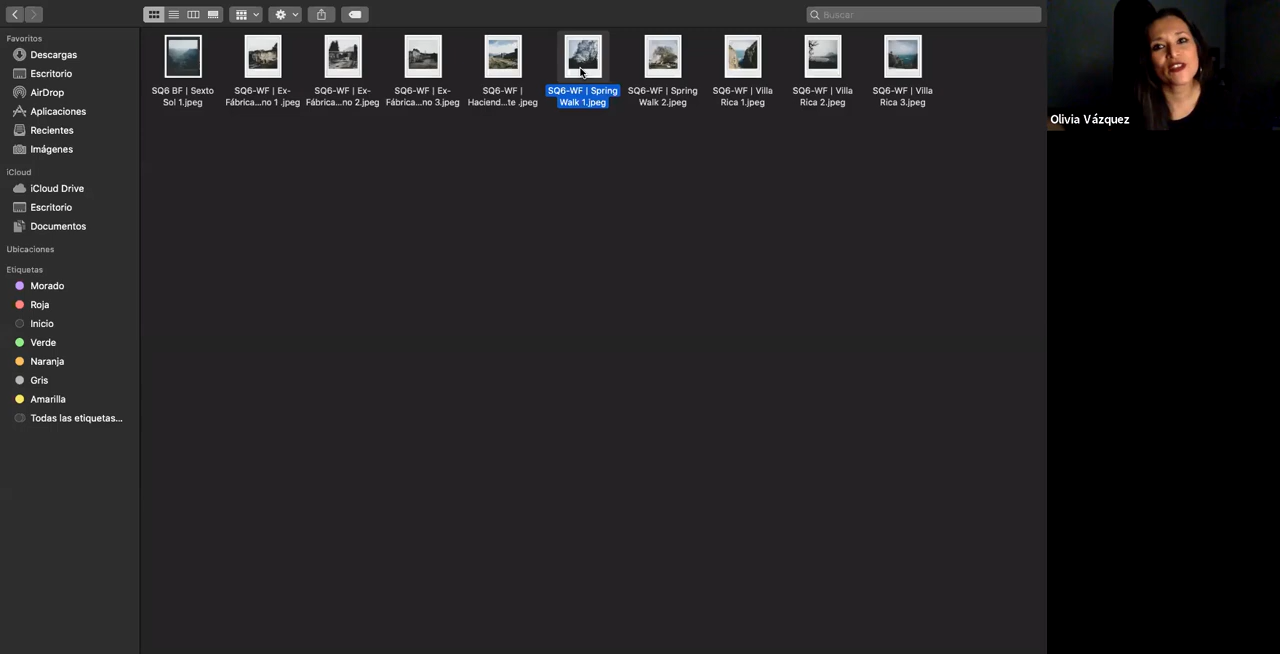 Buscar
Favoritos
Descargas
Escritorio
AirDrop
Aplicaciones
Recientes
Imágenes
iCloud
iCloud Drive
Escritorio
Documentos
Ubicaciones
Etiquetas
Morado
Roja
Inicio
Verde
Naranja
Gris
Amarilla
Todas las etiquetas...
SQ6 BF | Sexto
Sol 1.jpeg
SQ6-WF | Ex-
Fábrica...no 1 .jpeg
SQ6-WF | Ex-
Fábrica...no 2.jpeg
SQ6-WF | Ex-
Fábrica...no 3.jpeg
SQ6-WF |
Haciend...te .jpeg
SQ6-WF | Spring
Walk 1.jpeg
SQ6-WF | Spring
Walk 2.jpeg
SQ6-WF | Villa
Rica 1.jpeg
SQ6-WF | Villa
Rica 2.jpeg
SQ6-WF | Villa
Rica 3.jpeg
Olivia Vázquez